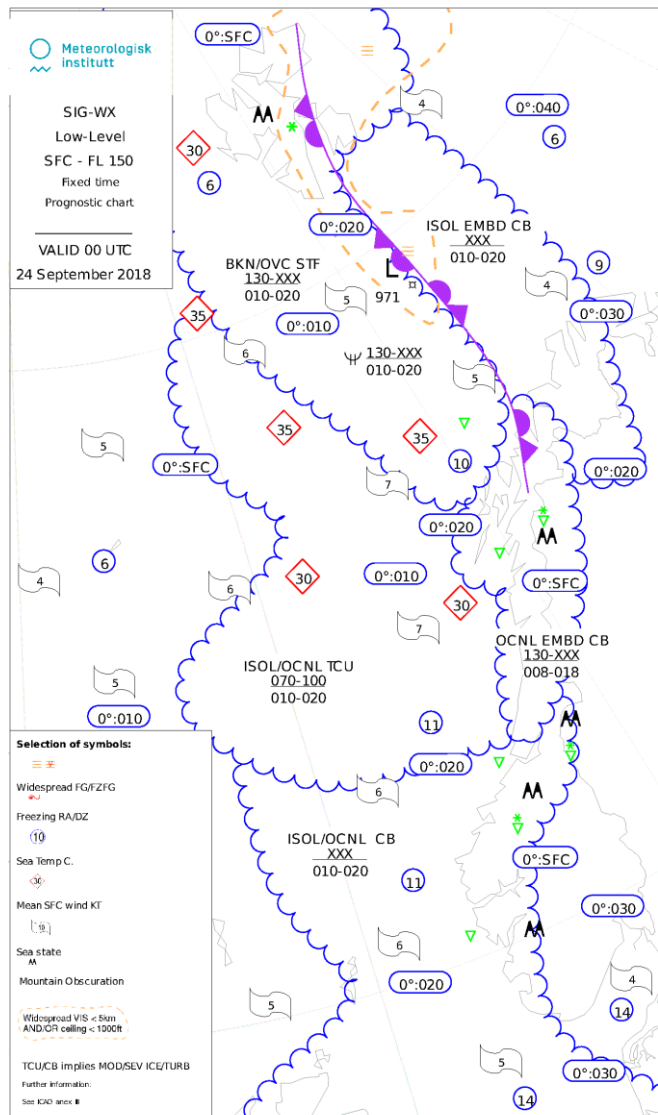 Meteorologisk
institutt
SIG-WX
Low-Level
SFC - FL 150
Fixed time
Prognostic chart
VALID 00 UTC
24 September 2018
0°:SFC
4
0°:040
6
30
6
0°:020
ISOL EMBD CB
XXX
010-020
BKN/OVC STF
130-XXX
010-020
L
971
9
4
5
0°:030
35
0°:010
6
130-XXX
010-020
5
35
35
5
10
0°:SFC
0°:020
7
0°:020
6
4
6
30
0°:010
0°:SFC
30
7
OCNL EMBD CB
130-XXX
008-018
ISOL/OCNL TCU
070-100
010-020
5
0°:010
11
0°:020
6
ISOL/OCNL CB
XXX
010-020
0°:SFC
11
0°:030
6
0°:020
4
5
14
5
0°:030
14
Selection of symbols:
Widespread FG/FZFG
Freezing RA/DZ
10
Sea Temp C.
30
Mean SFC wind KT
10
Sea state
Mountain Obscuration
Widespread VIS < 5km
AND/OR ceiling < 1000ft
TCU/CB implies MOD/SEV ICE/TURB
Further information:
See ICAO anex III